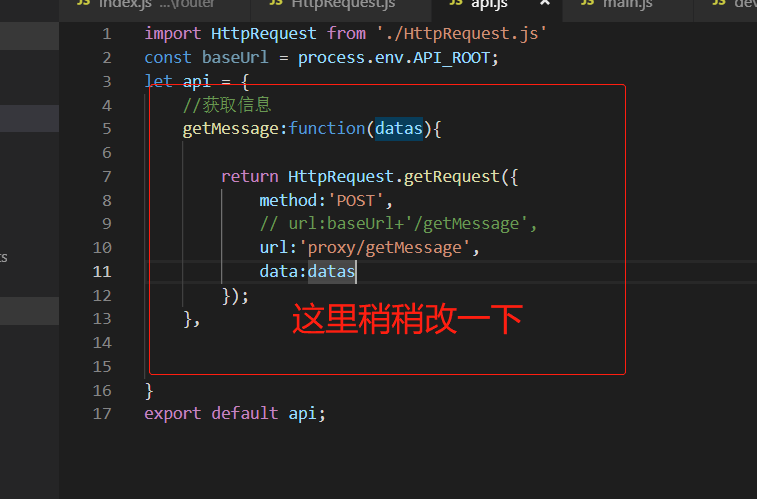 index.js ...\router JS HttpRequest.js JS api.js × JS main.js JS dev
1 import HttpRequest from './HttpRequest.js'
2 const baseUrl = process.env.API_ROOT;
3 let api = {
4 //获取信息
5 getMessage:function(datas){
6
7 return HttpRequest.getRequest({
8 method:'POST',
9 // url:baseUrl+'/getMessage',
10 url:'proxy/getMessage',
11 data:datas
12 });
13 },
这里稍稍改一下
14
15
16 }
17 export default api;
ts